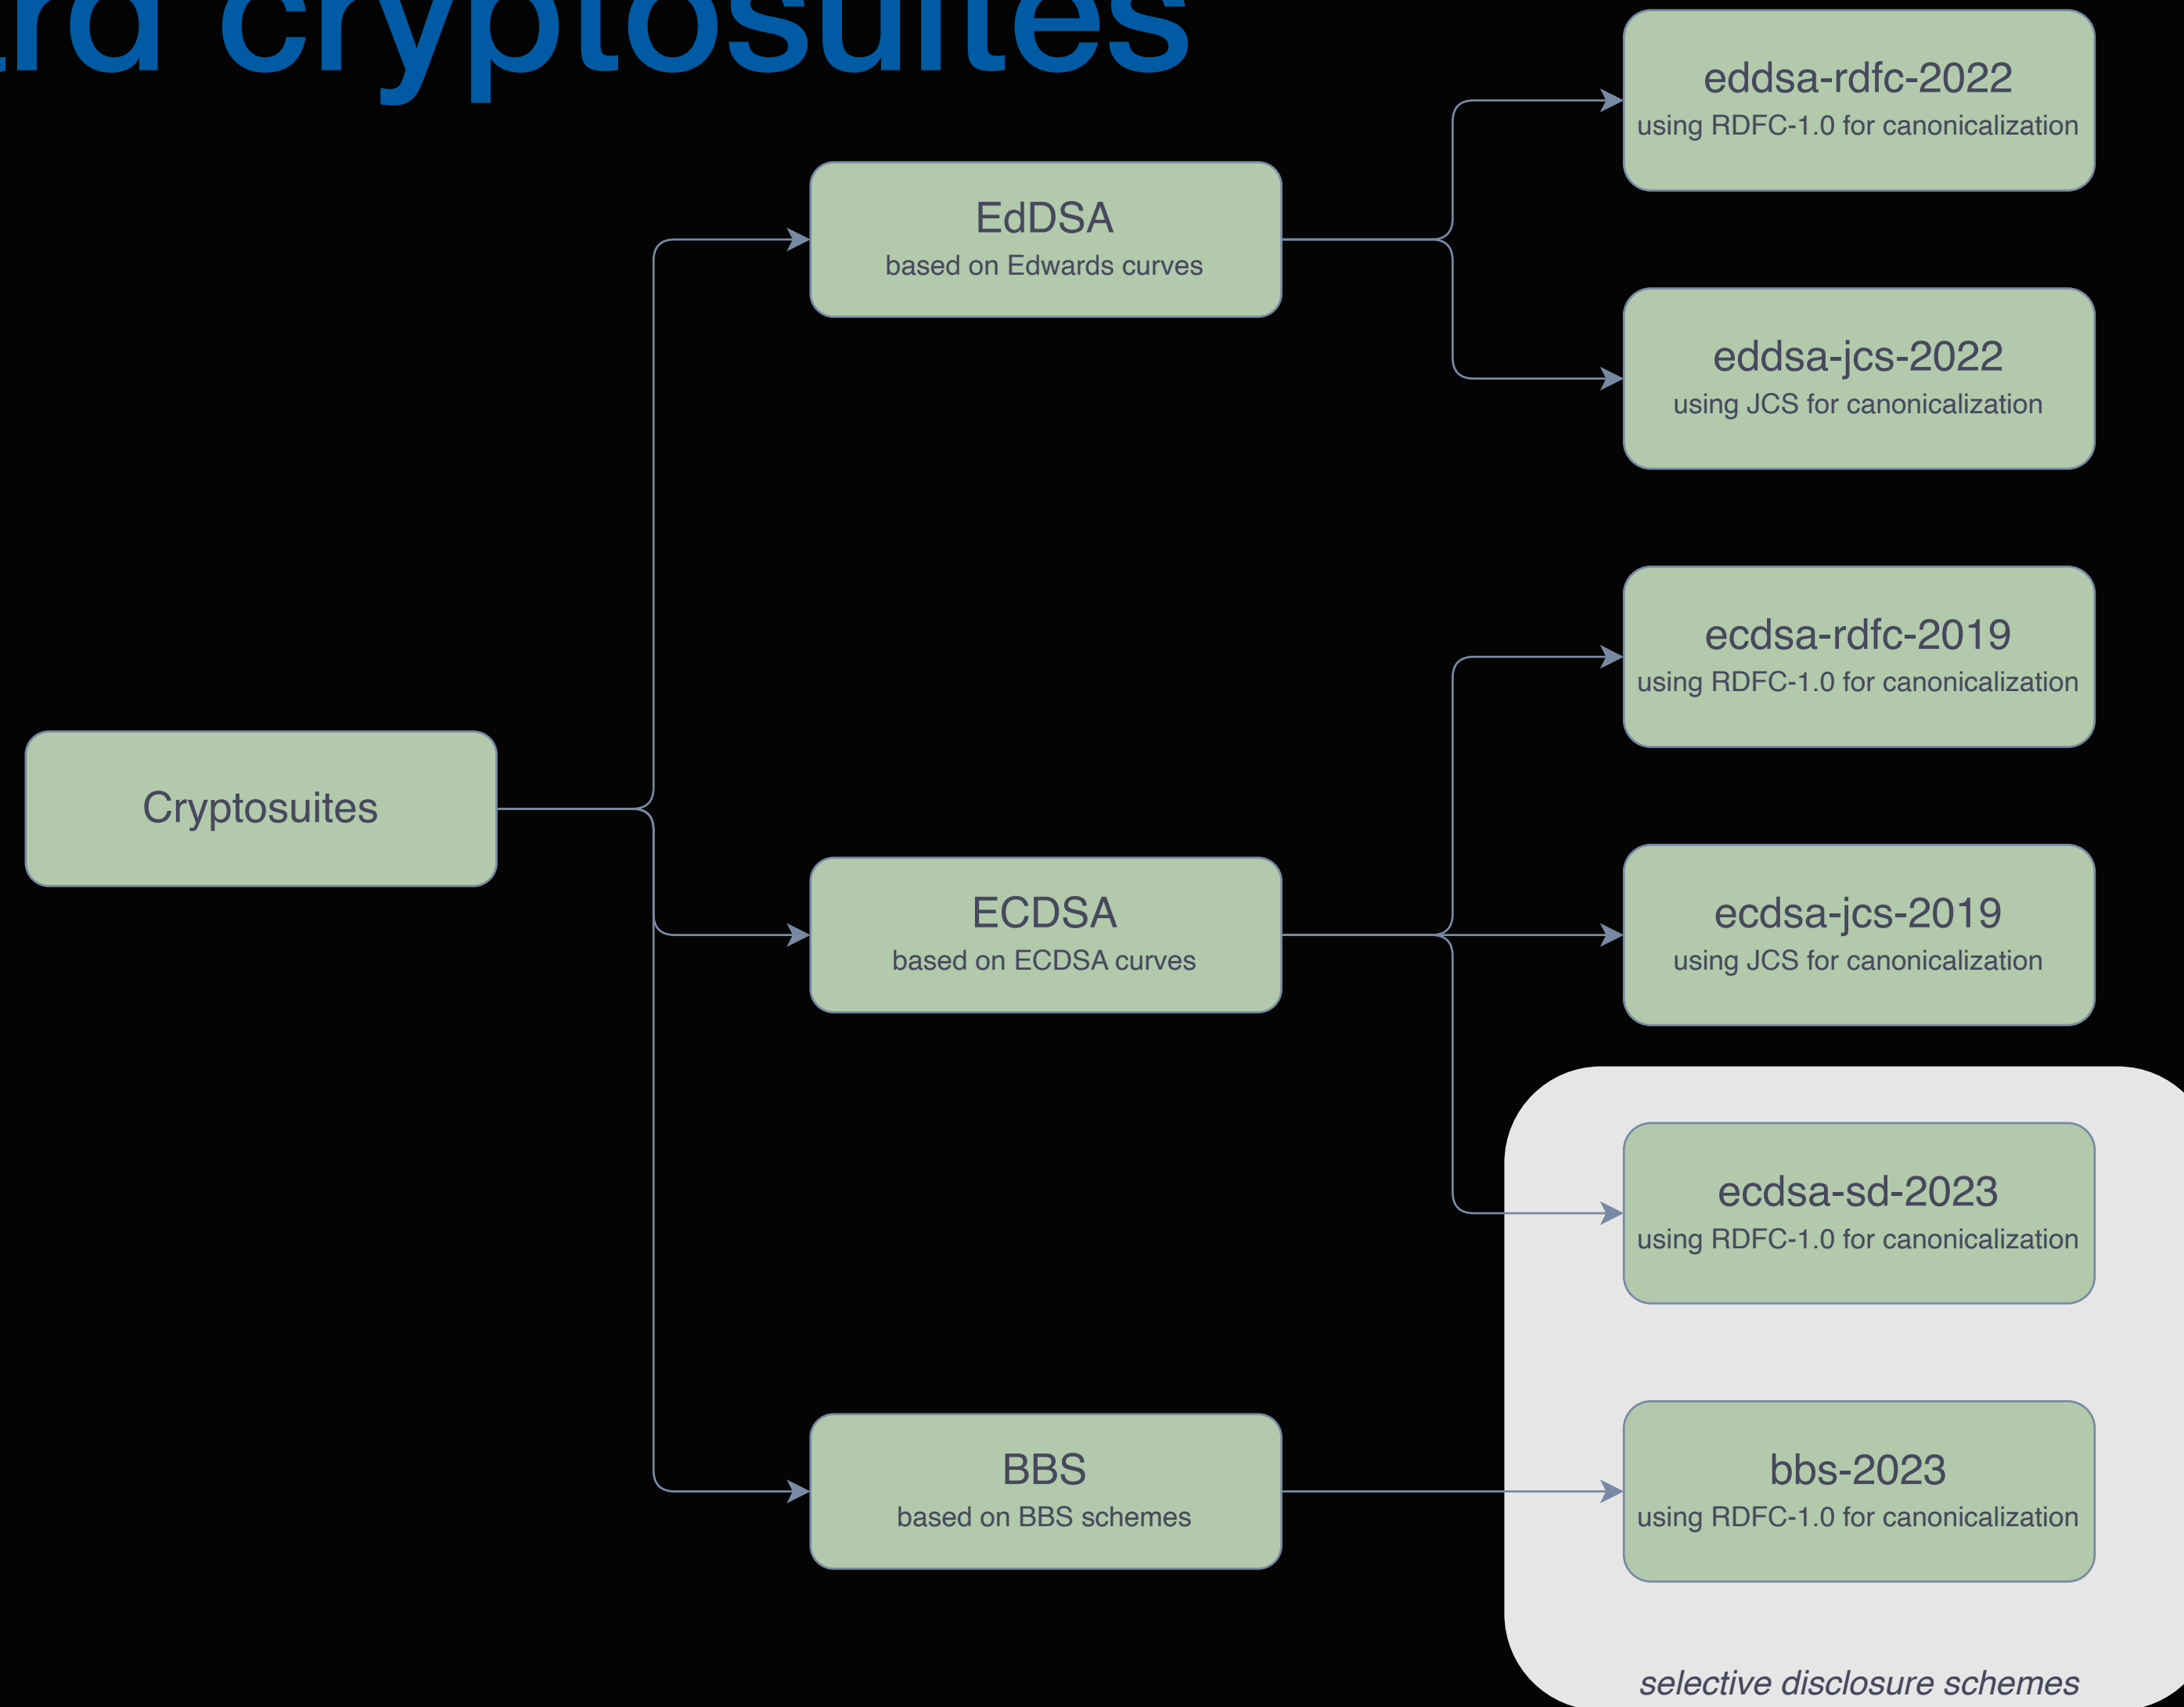 cryptosuites
eddsa-rdfc-2022
using RDFC-1.0 for canonicalization
EdDSA
based on Edwards curves
eddsa-jcs-2022
using JCS for canonicalization
ecdsa-rdfc-2019
using RDFC-1.0 for canonicalization
Cryptosuites
ECDSA
based on ECDSA curves
ecdsa-jcs-2019
using JCS for canonicalization
ecdsa-sd-2023
using RDFC-1.0 for canonicalization
BBS
based on BBS schemes
bbs-2023
using RDFC-1.0 for canonicalization
selective disclosure schemes